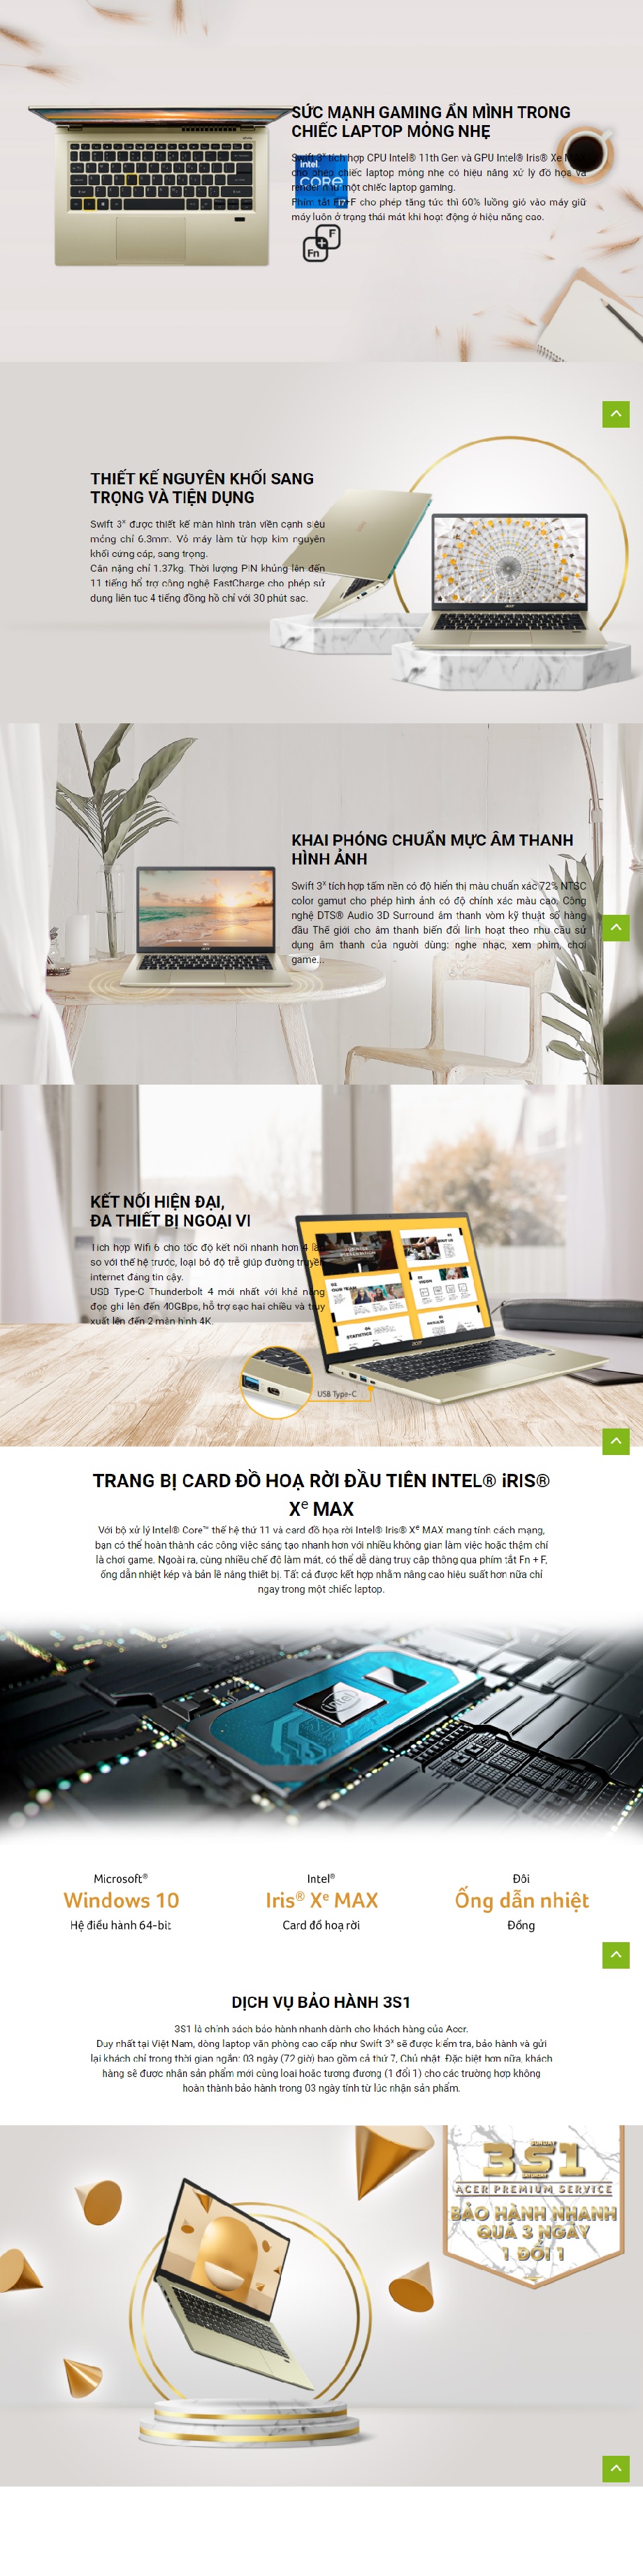 SỨC MẠNH GAMING ẨN MÌNH TRONG
CHIẾC LAPTOP MỎNG NHẸ
Swift 3ˣ tích hợp CPU Intel® 11th Gen và GPU Intel® Iris® Xe
cho phép chiếc laptop mỏng nhẹ có hiệu năng xử lý đồ họa và
render như một chiếc laptop gaming.
Phím tắt Fn+F cho phép tăng tức thì 60% luồng gió vào máy giữ
máy luôn ở trạng thái mát khi hoạt động ở hiệu năng cao.
intel
CORE
i7
F
+
Fn
THIẾT KẾ NGUYÊN KHỐI SANG
TRỌNG VÀ TIỆN DỤNG
Swift 3ˣ được thiết kế màn hình tràn viền cạnh siêu
mỏng chỉ 6.3mm. Vỏ máy làm từ hợp kim nguyên
khối cứng cáp, sang trọng.
Cân nặng chỉ 1.37kg. Thời lượng PIN khủng lên đến
11 tiếng hổ trợ công nghệ FastCharge cho phép sử
dụng liên tục 4 tiếng đồng hồ chỉ với 30 phút sạc.
acer
KHAI PHÓNG CHUẨN MỰC ÂM THANH
HÌNH ẢNH
Swift 3ˣ tích hợp tấm nền có độ hiển thị màu chuẩn xác 72% NTSC
color gamut cho phép hình ảnh có độ chính xác màu cao. Công
nghệ DTS® Audio 3D Surround âm thanh vòm kỹ thuật số hàng
đầu Thế giới cho âm thanh biến đổi linh hoạt theo nhu cầu sử
dụng âm thanh của người dùng: nghe nhạc, xem phim, chơi
game...
acer
KẾT NỐI HIỆN ĐẠI,
ĐA THIẾT BỊ NGOẠI VI
Tích hợp Wifi 6 cho tốc độ kết nối nhanh hơn 4 lần
so với thế hệ trước, loại bỏ độ trễ giúp đường truyền
internet đáng tin cậy.
USB Type-C Thunderbolt 4 mới nhất với khả năng
đọc ghi lên đến 40GBps, hỗ trợ sạc hai chiều và truy
xuất lên đến 2 màn hình 4K.
OUR TEAM
VISION
STATISTICS
acer
USB Type-C
TRANG BỊ CARD ĐỒ HOẠ RỜI ĐẦU TIÊN INTEL® iRIS®
Xᵉ MAX
Với bộ xử lý Intel® Core™ thế hệ thứ 11 và card đồ họa rời Intel® Iris® Xᵉ MAX mang tính cách mạng,
bạn có thể hoàn thành các công việc sáng tạo nhanh hơn với nhiều không gian làm việc hoặc thậm chí
là chơi game. Ngoài ra, cùng nhiều chế độ làm mát, có thể dễ dàng truy cập thông qua phím tắt Fn + F,
ống dẫn nhiệt kép và bản lề nâng thiết bị. Tất cả được kết hợp nhằm nâng cao hiệu suất hơn nữa chỉ
ngay trong một chiếc laptop.
intel
Microsoft®
Windows 10
Hệ điều hành 64-bit
Intel®
Iris® Xᵉ MAX
Card đồ hoạ rời
Đôi
Ống dẫn nhiệt
Đồng
DỊCH VỤ BẢO HÀNH 3S1
3S1 là chính sách bảo hành nhanh dành cho khách hàng của Acer.
Duy nhất tại Việt Nam, dòng laptop văn phòng cao cấp như Swift 3ˣ sẽ được kiểm tra, bảo hành và gửi
lại khách chỉ trong thời gian ngắn: 03 ngày (72 giờ) bao gồm cả thứ 7, Chủ nhật. Đặc biệt hơn nữa, khách
hàng sẽ được nhận sản phẩm mới cùng loại hoặc tương đương (1 đổi 1) cho các trường hợp không
hoàn thành bảo hành trong 03 ngày tính từ lúc nhận sản phẩm.
SUNDAY
3S1
SATURDAY
ACER PREMIUM SERVICE
BẢO HÀNH NHANH
QUÁ 3 NGÀY
1 ĐỔI 1